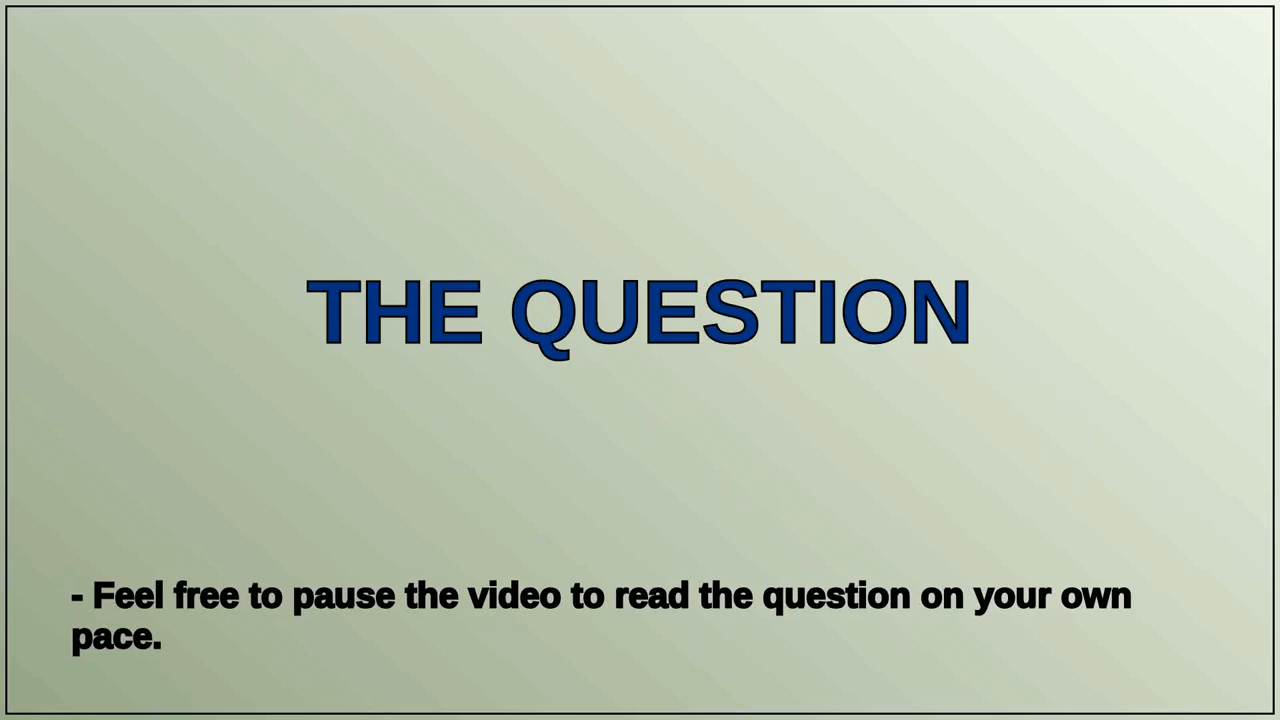 THE QUESTION
- Feel free to pause the video to read the question on your own
pace.